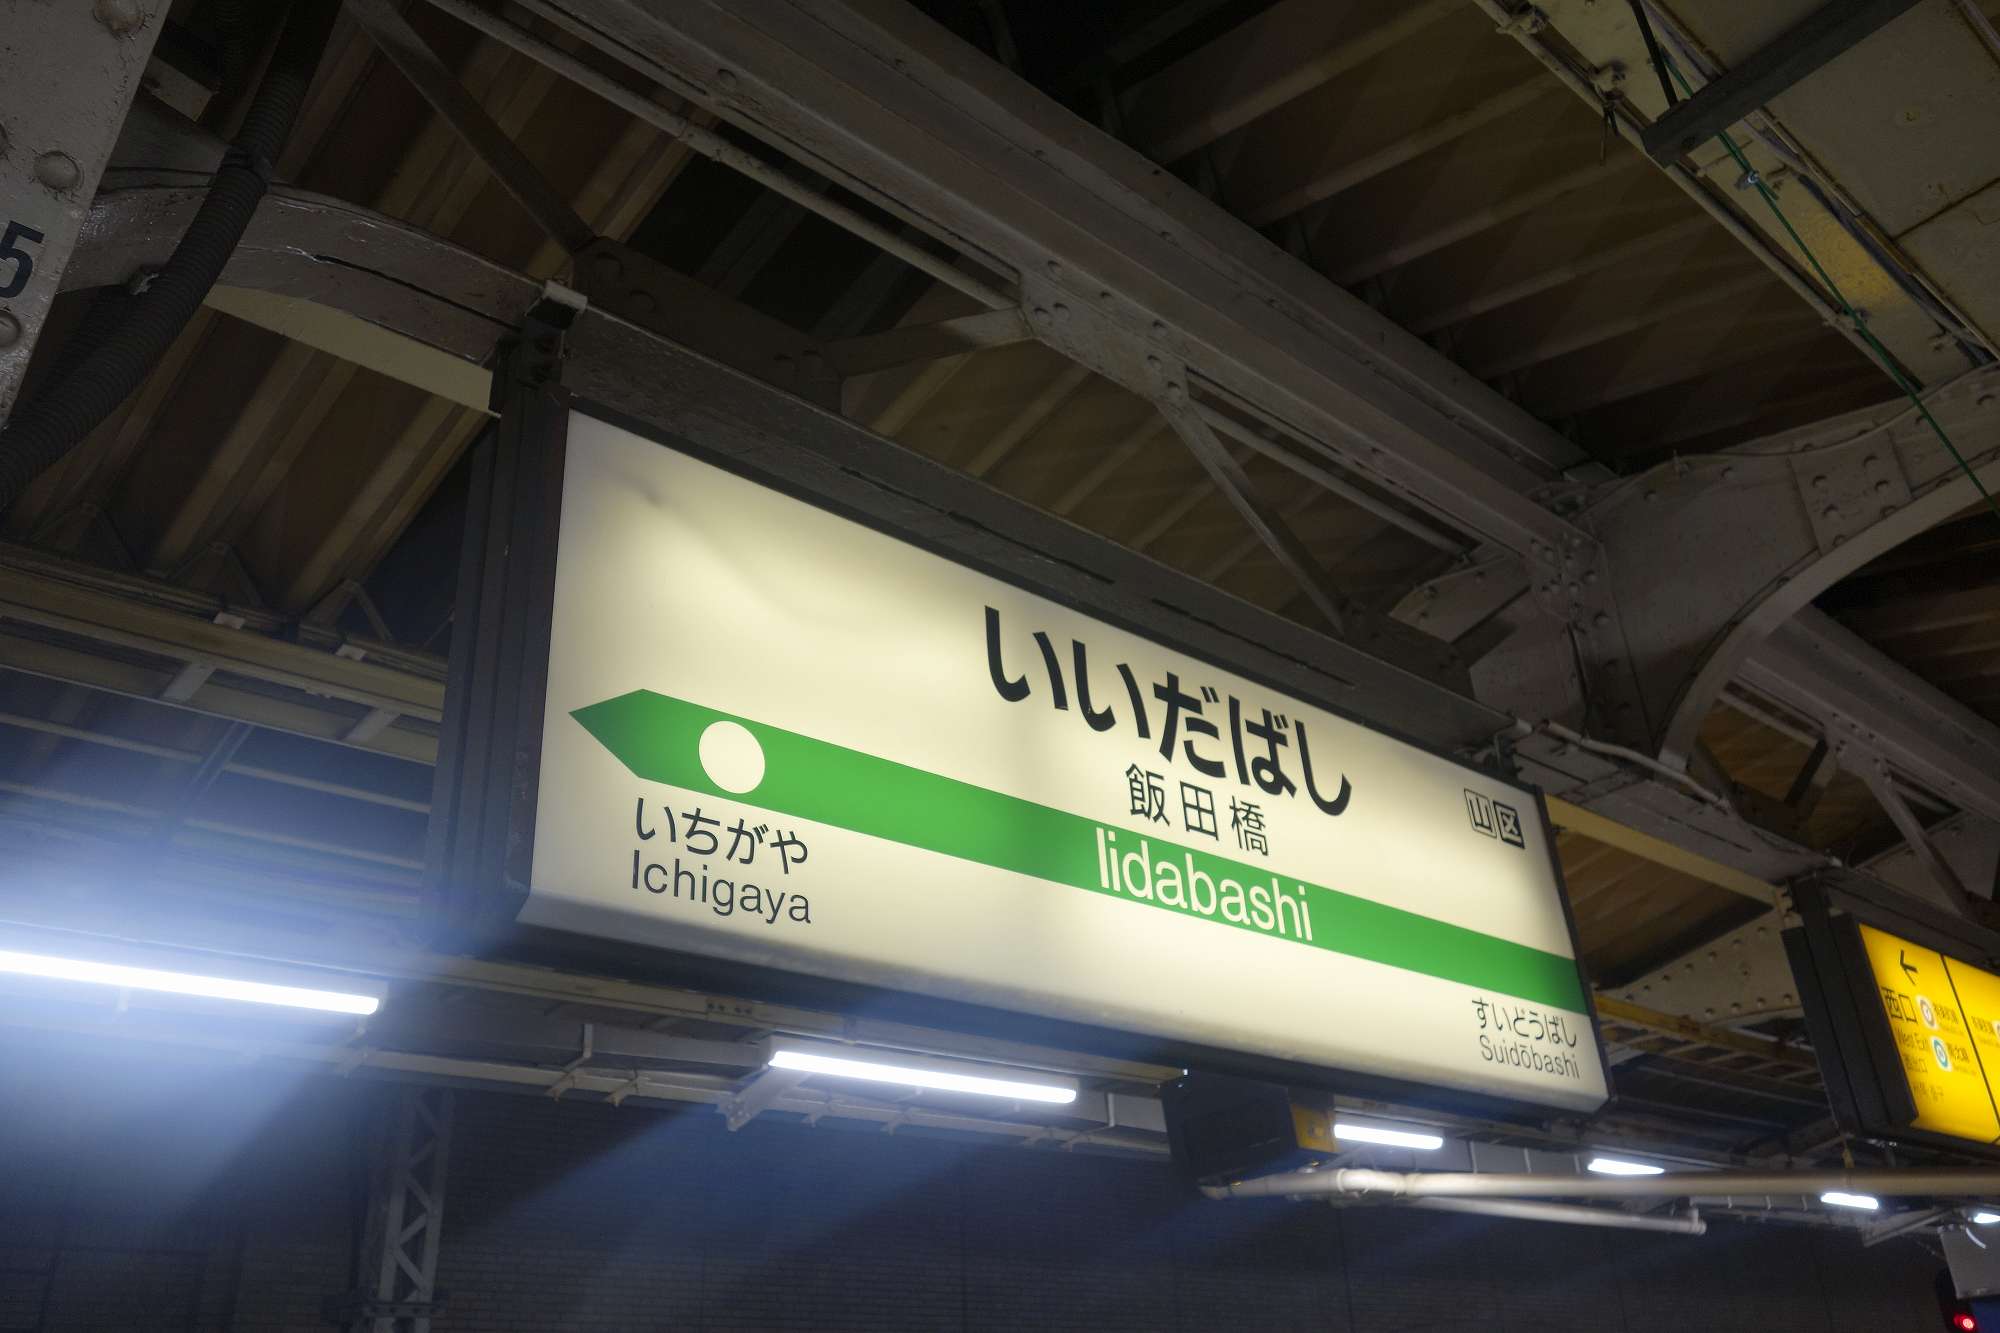 5
いいだばし
飯田橋
山区
Iidabashi
いちがや
Ichigaya
すいどうばし
Suidōbashi
←
西口
West Exit